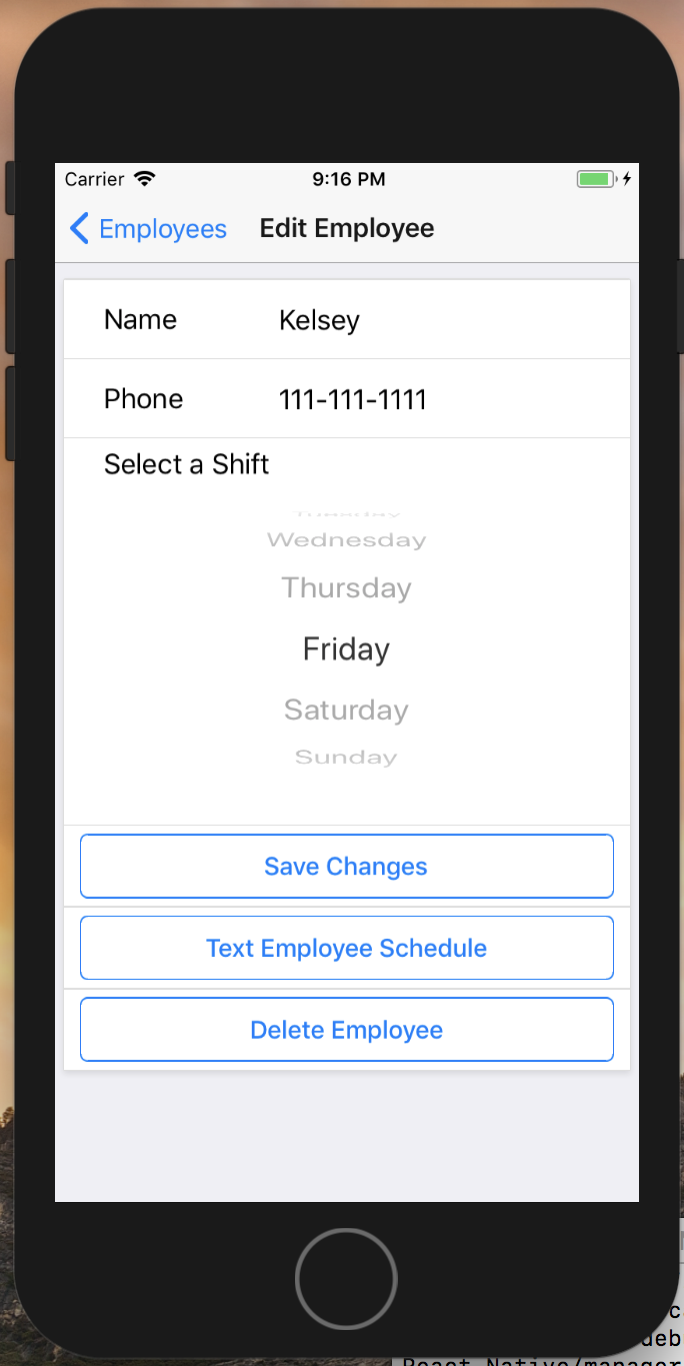 Carrier 9:16 PM
Employees Edit Employee
Name Kelsey
Phone 111-111-1111
Select a Shift
Tuesday
Wednesday
Thursday
Friday
Saturday
Sunday
Save Changes
Text Employee Schedule
Delete Employee
deb
React Native/manager